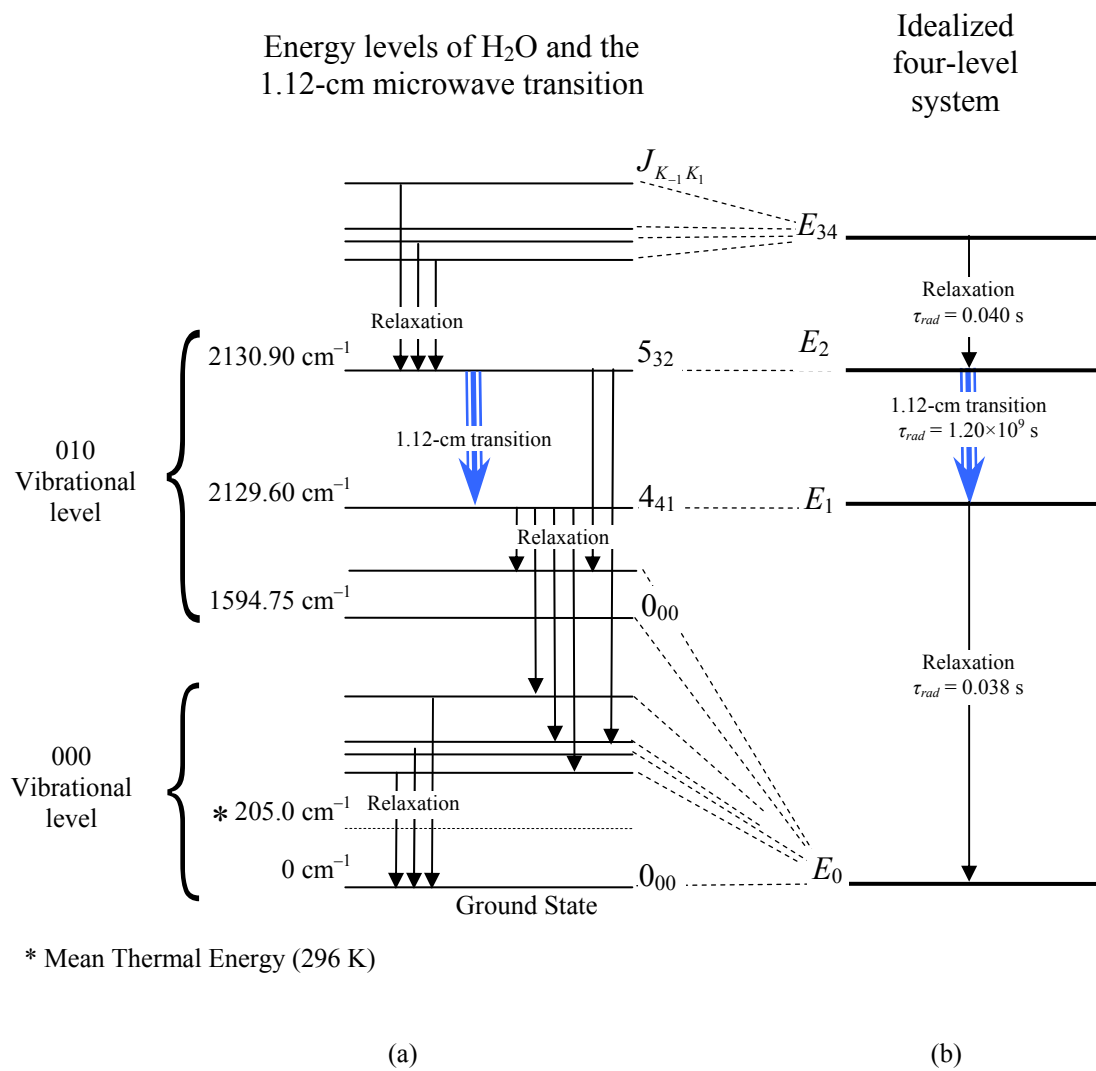 Energy levels of H₂O and the
1.12-cm microwave transition
Idealized
four-level
system
J K₋₁ K₁
E₃₄
Relaxation
Relaxation
τrad = 0.040 s
2130.90 cm⁻¹
5₃₂
E₂
1.12-cm transition
1.12-cm transition
τrad = 1.20×10⁹ s
010
Vibrational
level
2129.60 cm⁻¹
4₄₁
E₁
Relaxation
1594.75 cm⁻¹
0₀₀
Relaxation
τrad = 0.038 s
000
Vibrational
level
Relaxation
* 205.0 cm⁻¹
0 cm⁻¹
0₀₀
E₀
Ground State
* Mean Thermal Energy (296 K)
(a)
(b)